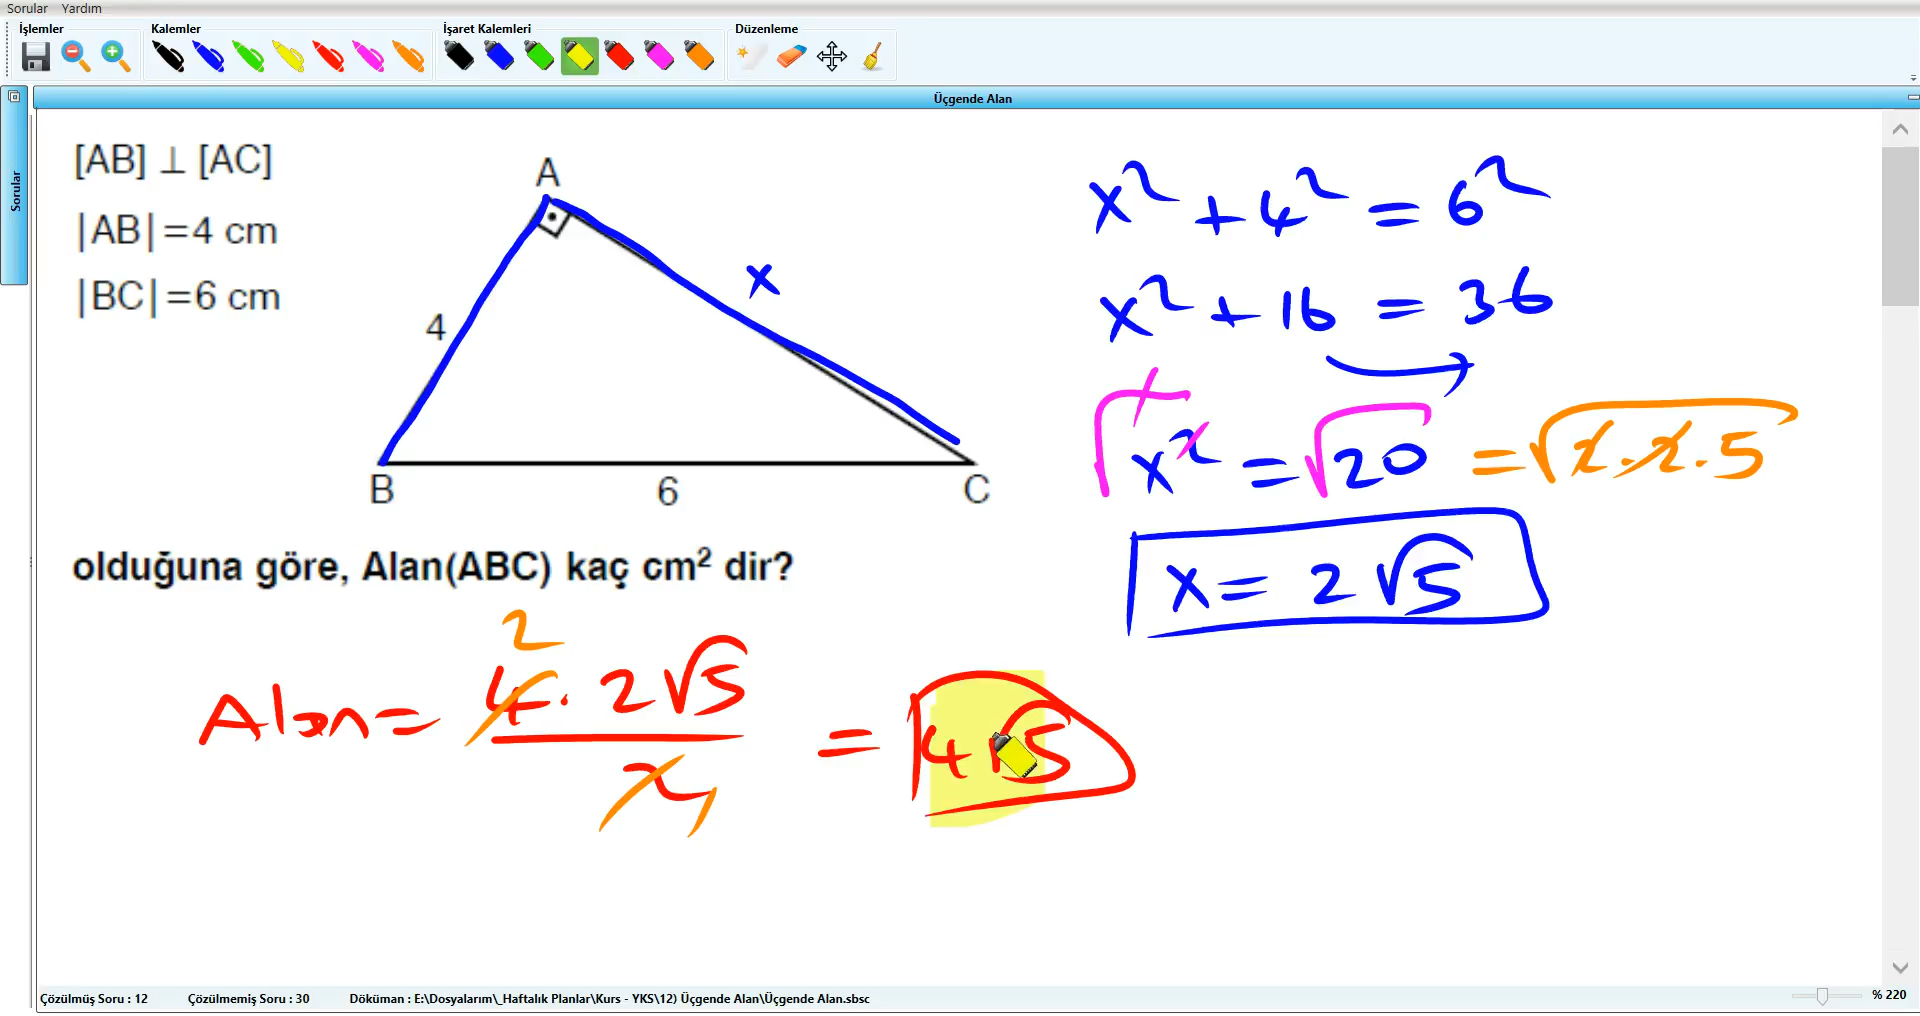 Sorular Yardım
İşlemler Kalemler İşaret Kalemleri Düzenleme
Üçgende Alan
Sorular
[AB] ⊥ [AC]
|AB|=4 cm
|BC|=6 cm
A
x
4
B 6 C
olduğuna göre, Alan(ABC) kaç cm² dir?
x² + 4² = 6²
x² + 16 = 36
√x² = √20 = √2.2.5
x = 2√5
2
Alan = 4.2√5 / 2 = 4√5
1
Çözülmüş Soru : 12 Çözülmemiş Soru : 30 Döküman : E:\Dosyalarım\_Haftalık Planlar\Kurs - YKS\12) Üçgende Alan\Üçgende Alan.sbsc % 220